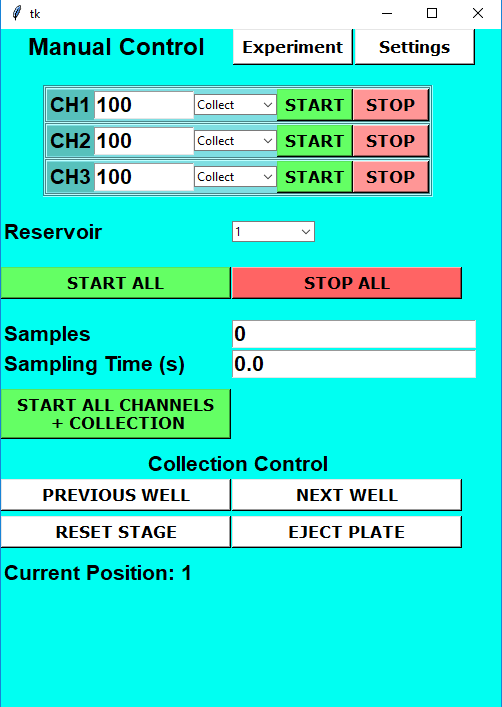 tk
Manual Control Experiment Settings
CH1 100 Collect START STOP
CH2 100 Collect START STOP
CH3 100 Collect START STOP
Reservoir 1
START ALL STOP ALL
Samples 0
Sampling Time (s) 0.0
START ALL CHANNELS
+ COLLECTION
Collection Control
PREVIOUS WELL NEXT WELL
RESET STAGE EJECT PLATE
Current Position: 1